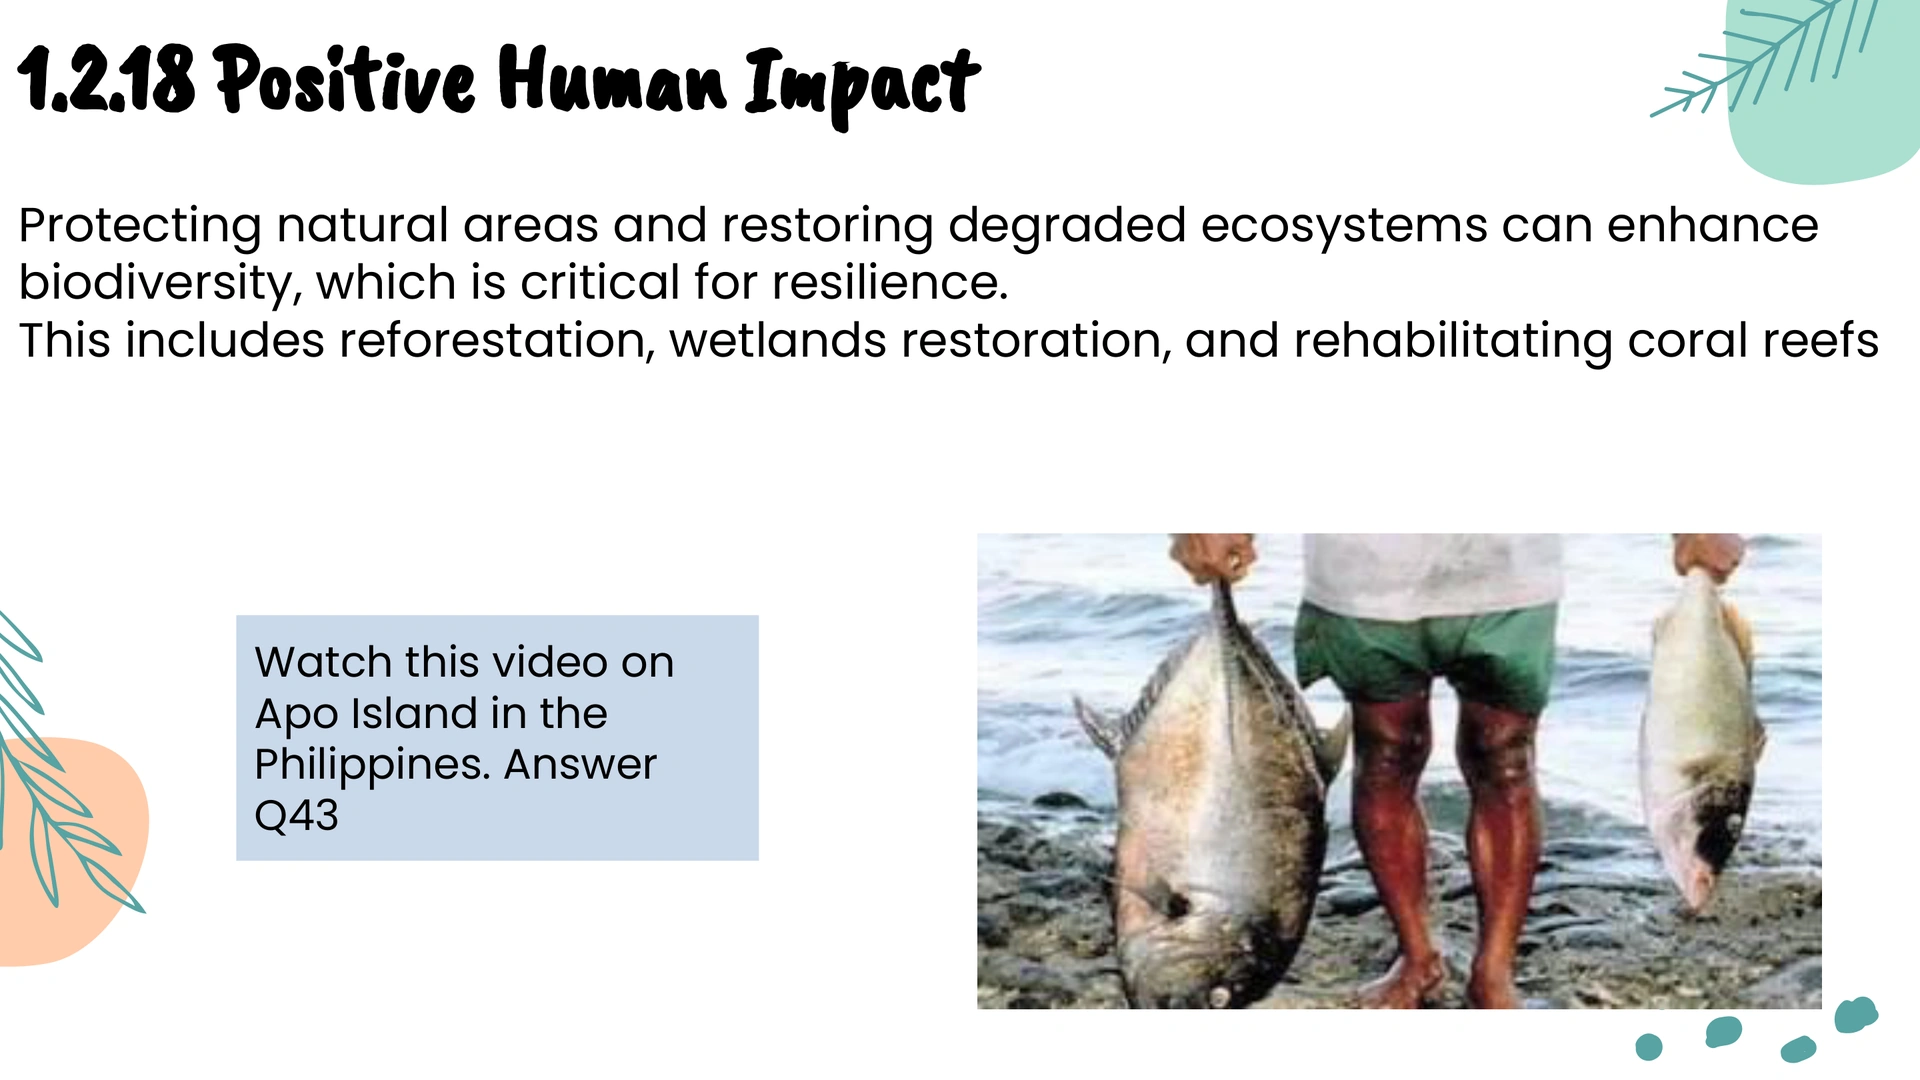 1.2.18 Positive Human Impact
Protecting natural areas and restoring degraded ecosystems can enhance
biodiversity, which is critical for resilience.
This includes reforestation, wetlands restoration, and rehabilitating coral reefs
Watch this video on
Apo Island in the
Philippines. Answer
Q43